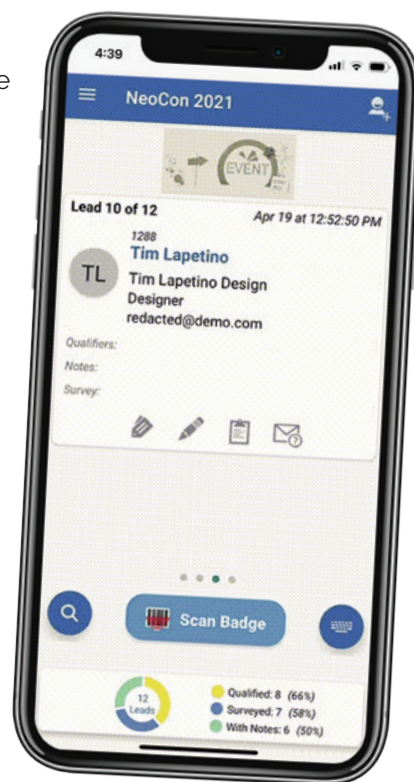 e
4:39
NeoCon 2021
EVENT
Lead 10 of 12
Apr 19 at 12:52:50 PM
1288
TL
Tim Lapetino
Tim Lapetino Design
Designer
redacted@demo.com
Qualifiers:
Notes:
Survey:
Scan Badge
12
Leads
Qualified: 8 (66%)
Surveyed: 7 (58%)
With Notes: 6 (50%)